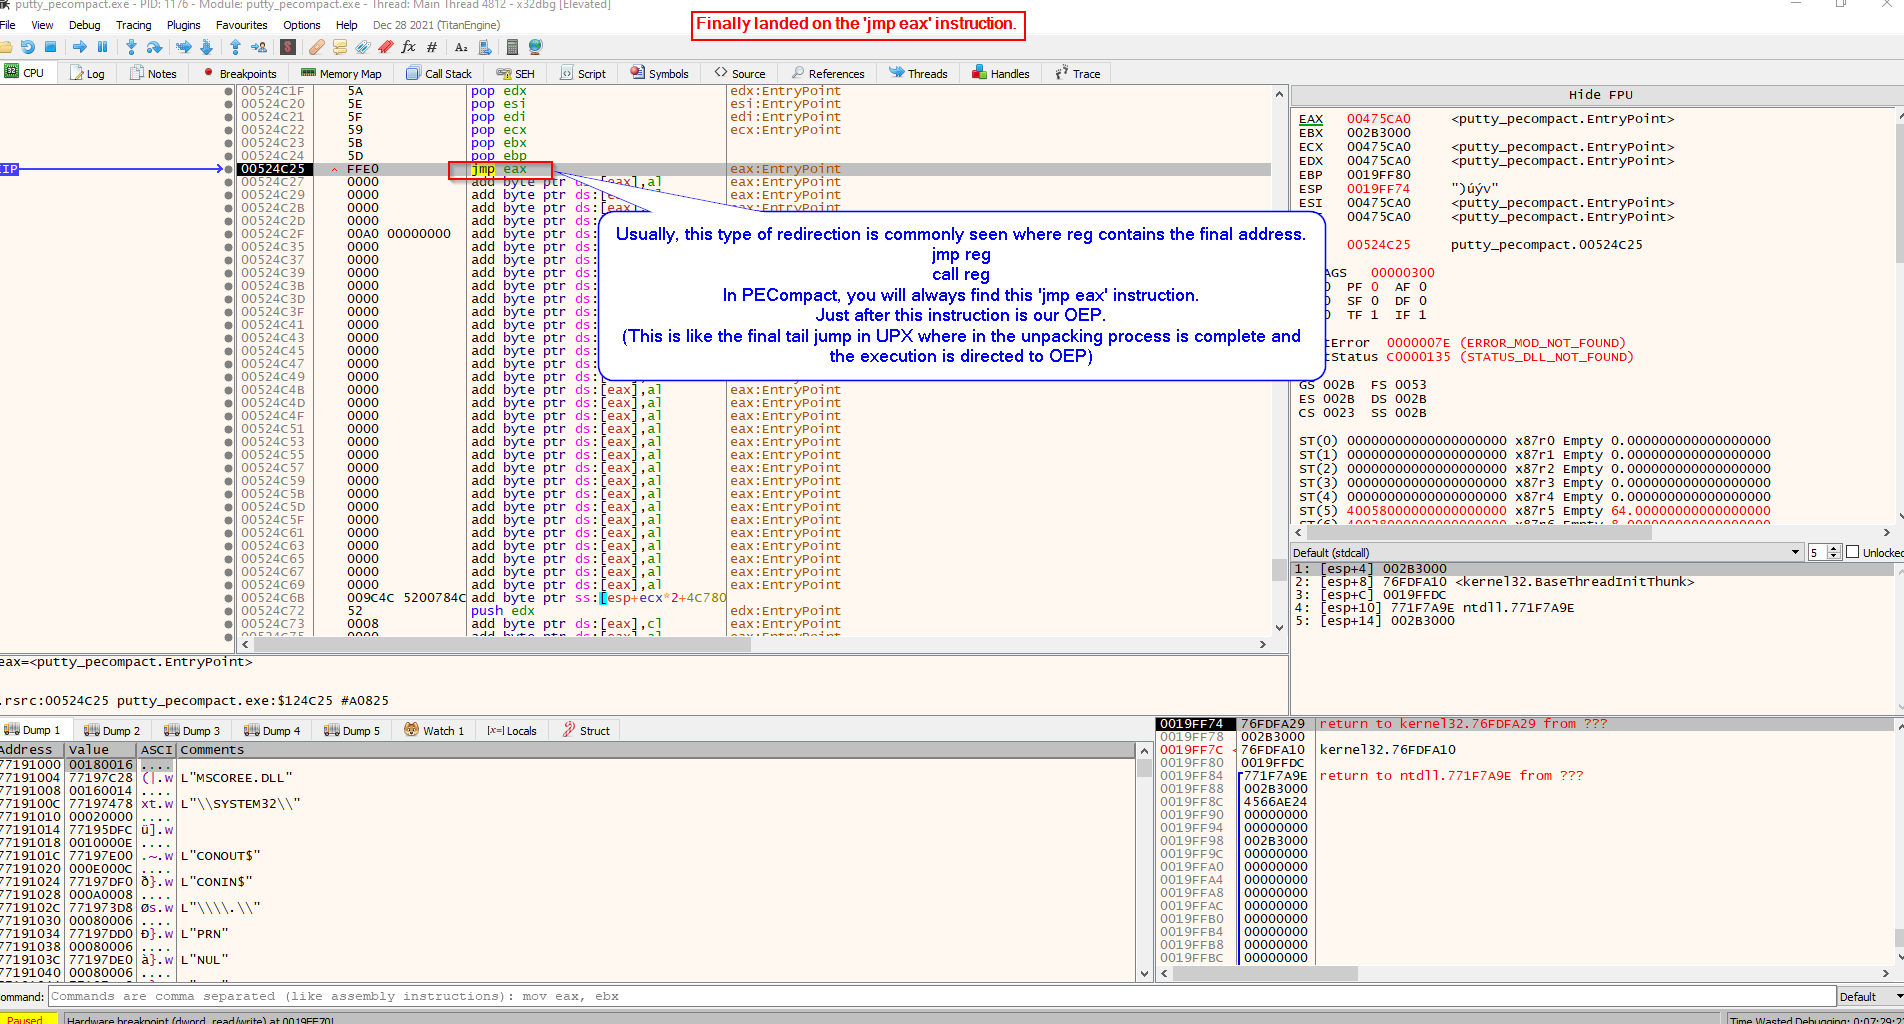 putty_pecompact.exe - PID: 1176 - Module: putty_pecompact.exe - Thread: Main Thread 4812 - x32dbg [Elevated]
File View Debug Tracing Plugins Favourites Options Help Dec 28 2021 (TitanEngine)
Finally landed on the 'jmp eax' instruction.
CPU Log Notes Breakpoints Memory Map Call Stack SEH Script Symbols Source References Threads Handles Trace
00524C1F 5A pop edx edx:EntryPoint
00524C20 5E pop esi esi:EntryPoint
00524C21 5F pop edi edi:EntryPoint
00524C22 59 pop ecx ecx:EntryPoint
00524C23 5B pop ebx
00524C24 5D pop ebp
00524C25 FFE0 jmp eax eax:EntryPoint
00524C27 0000 add byte ptr ds:[eax],al eax:EntryPoint
00524C29 0000 add byte ptr ds:[eax],al eax:EntryPoint
00524C2B 0000 add byte ptr ds:[eax],al eax:EntryPoint
00524C2D 0000 add byte ptr ds:
00524C2F 00A0 00000000 add byte ptr ds:
00524C35 0000 add byte ptr ds:
00524C37 0000 add byte ptr ds:
00524C39 0000 add byte ptr ds:
00524C3B 0000 add byte ptr ds:
00524C3D 0000 add byte ptr ds:
00524C3F 0000 add byte ptr ds:
00524C41 0000 add byte ptr ds:
00524C43 0000 add byte ptr ds:
00524C45 0000 add byte ptr ds:
00524C47 0000 add byte ptr ds:
00524C49 0000 add byte ptr ds:[eax],al eax:EntryPoint
00524C4B 0000 add byte ptr ds:[eax],al eax:EntryPoint
00524C4D 0000 add byte ptr ds:[eax],al eax:EntryPoint
00524C4F 0000 add byte ptr ds:[eax],al eax:EntryPoint
00524C51 0000 add byte ptr ds:[eax],al eax:EntryPoint
00524C53 0000 add byte ptr ds:[eax],al eax:EntryPoint
00524C55 0000 add byte ptr ds:[eax],al eax:EntryPoint
00524C57 0000 add byte ptr ds:[eax],al eax:EntryPoint
00524C59 0000 add byte ptr ds:[eax],al eax:EntryPoint
00524C5B 0000 add byte ptr ds:[eax],al eax:EntryPoint
00524C5D 0000 add byte ptr ds:[eax],al eax:EntryPoint
00524C5F 0000 add byte ptr ds:[eax],al eax:EntryPoint
00524C61 0000 add byte ptr ds:[eax],al eax:EntryPoint
00524C63 0000 add byte ptr ds:[eax],al eax:EntryPoint
00524C65 0000 add byte ptr ds:[eax],al eax:EntryPoint
00524C67 0000 add byte ptr ds:[eax],al eax:EntryPoint
00524C69 0000 add byte ptr ds:[eax],al eax:EntryPoint
00524C6B 009C4C 5200784C add byte ptr ss:[esp+ecx*2+4C780
00524C72 52 push edx edx:EntryPoint
00524C73 0008 add byte ptr ds:[eax],cl eax:EntryPoint
Usually, this type of redirection is commonly seen where reg contains the final address.
jmp reg
call reg
In PECompact, you will always find this 'jmp eax' instruction.
Just after this instruction is our OEP.
(This is like the final tail jump in UPX where in the unpacking process is complete and
the execution is directed to OEP)
Hide FPU
EAX 00475CA0 <putty_pecompact.EntryPoint>
EBX 002B3000
ECX 00475CA0 <putty_pecompact.EntryPoint>
EDX 00475CA0 <putty_pecompact.EntryPoint>
EBP 0019FF80
ESP 0019FF74 ")úýv"
ESI 00475CA0 <putty_pecompact.EntryPoint>
00475CA0 <putty_pecompact.EntryPoint>
00524C25 putty_pecompact.00524C25
AGS 00000300
PF 0 AF 0
SF 0 DF 0
TF 1 IF 1
Error 0000007E (ERROR_MOD_NOT_FOUND)
tStatus C0000135 (STATUS_DLL_NOT_FOUND)
GS 002B FS 0053
ES 002B DS 002B
CS 0023 SS 002B
ST(0) 00000000000000000000 x87r0 Empty 0.000000000000000000
ST(1) 00000000000000000000 x87r1 Empty 0.000000000000000000
ST(2) 00000000000000000000 x87r2 Empty 0.000000000000000000
ST(3) 00000000000000000000 x87r3 Empty 0.000000000000000000
ST(4) 00000000000000000000 x87r4 Empty 0.000000000000000000
ST(5) 40058000000000000000 x87r5 Empty 64.00000000000000000
Default (stdcall) 5 Unlocked
1: [esp+4] 002B3000
2: [esp+8] 76FDFA10 <kernel32.BaseThreadInitThunk>
3: [esp+c] 0019FFDC
4: [esp+10] 771F7A9E ntdll.771F7A9E
5: [esp+14] 002B3000
eax=<putty_pecompact.EntryPoint>
.rsrc:00524C25 putty_pecompact.exe:$124C25 #A0825
Dump 1 Dump 2 Dump 3 Dump 4 Dump 5 Watch 1 [x=] Locals Struct
Address Value ASCI Comments
77191000 00180016 ....
77191004 77197C28 (|.w L"MSCOREE.DLL"
77191008 00160014 ....
7719100C 77197478 xt.w L"\\SYSTEM32\\"
77191010 00020000 ....
77191014 77195DFC ü].w
77191018 0010000E ....
7719101C 77197E00 .~.w L"CONOUT$"
77191020 000E000C ....
77191024 77197DF0 ð}.w L"CONIN$"
77191028 000A0008 ....
7719102C 771973D8 Øs.w L"\\\\.\\"
77191030 00080006 ....
77191034 77197DD0 Ð}.w L"PRN"
77191038 00080006 ....
7719103C 77197DE0 à}.w L"NUL"
77191040 00080006 ....
0019FF74 76FDFA29 return to kernel32.76FDFA29 from ???
0019FF78 002B3000
0019FF7C 76FDFA10 kernel32.76FDFA10
0019FF80 0019FFDC
0019FF84 771F7A9E return to ntdll.771F7A9E from ???
0019FF88 002B3000
0019FF8C 4566AE24
0019FF90 00000000
0019FF94 00000000
0019FF98 002B3000
0019FF9C 00000000
0019FFA0 00000000
0019FFA4 00000000
0019FFA8 00000000
0019FFAC 00000000
0019FFB0 00000000
0019FFB4 00000000
0019FFB8 00000000
0019FFBC 00000000
ommand: Commands are comma separated (like assembly instructions): mov eax, ebx Default
Paused Hardware breakpoint (dword, read/write) at 0019FF70! Time Wasted Debugging: 0:07:29:2